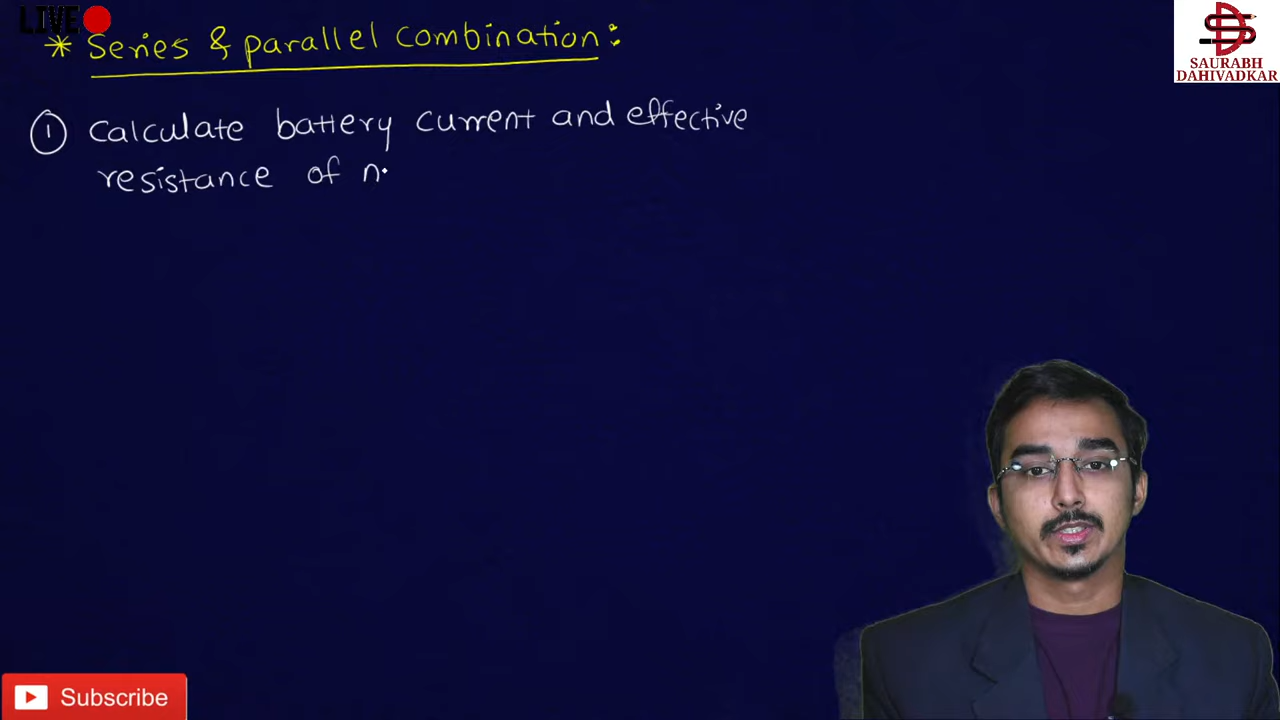 LIVE
* Series & parallel combination:
SAURABH
DAHIVADKAR
① Calculate battery current and effective
resistance of n
Subscribe